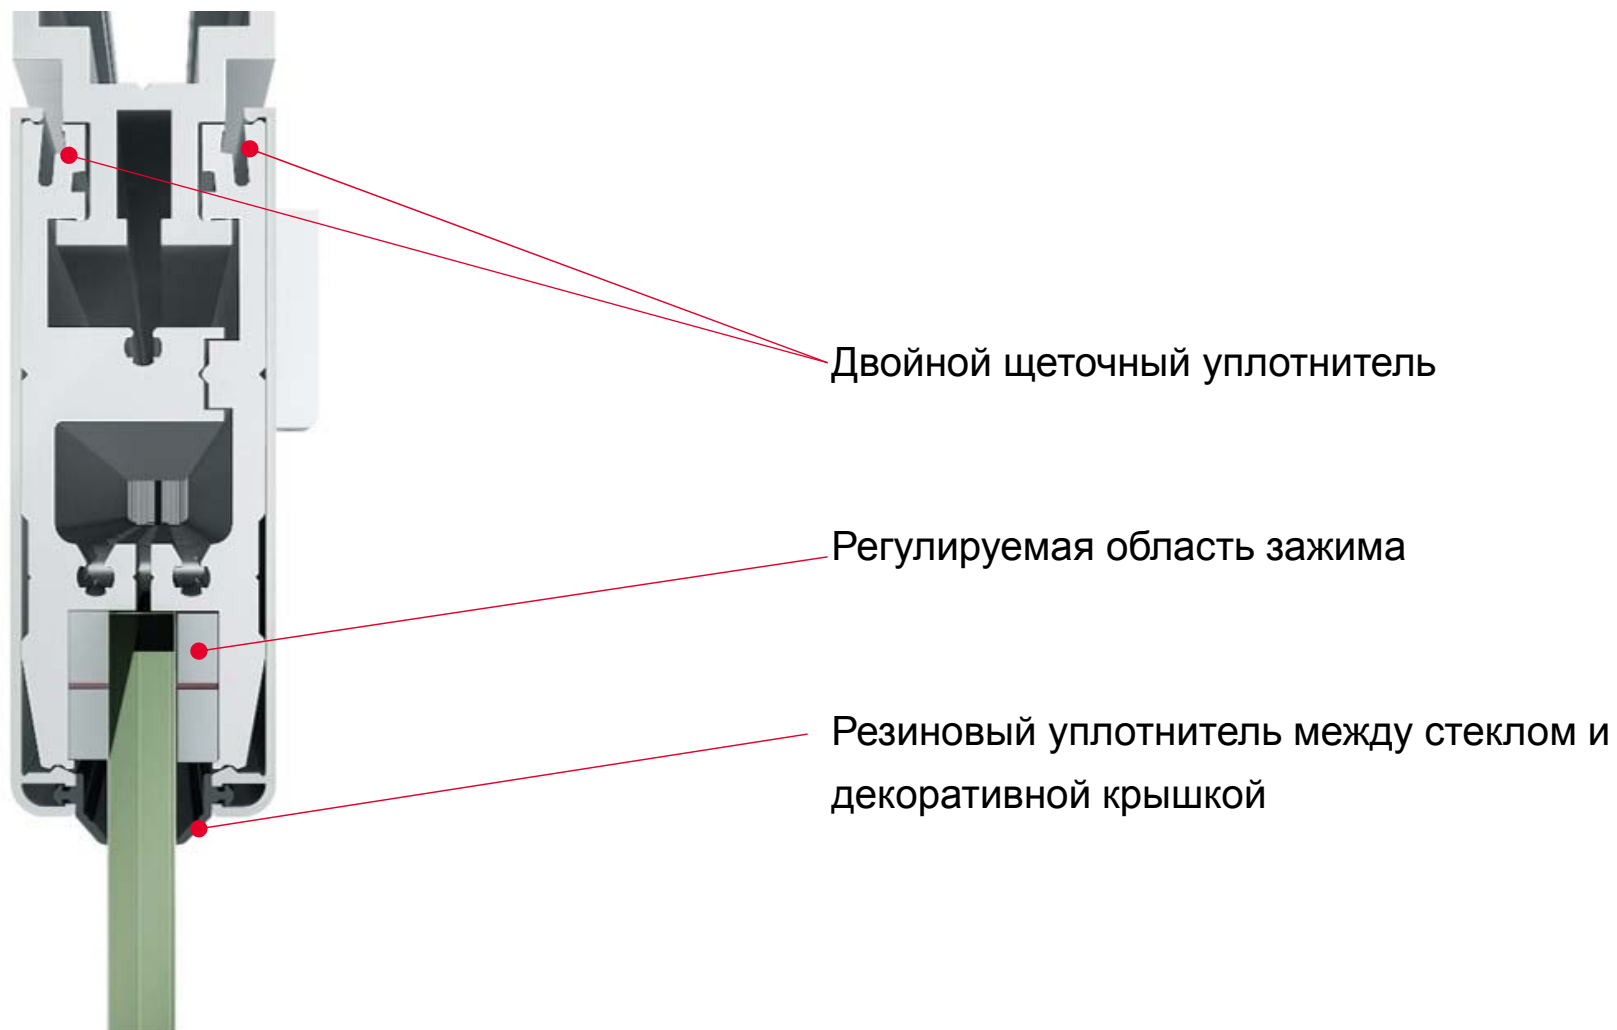 Двойной щеточный уплотнитель
Регулируемая область зажима
Резиновый уплотнитель между стеклом и
декоративной крышкой